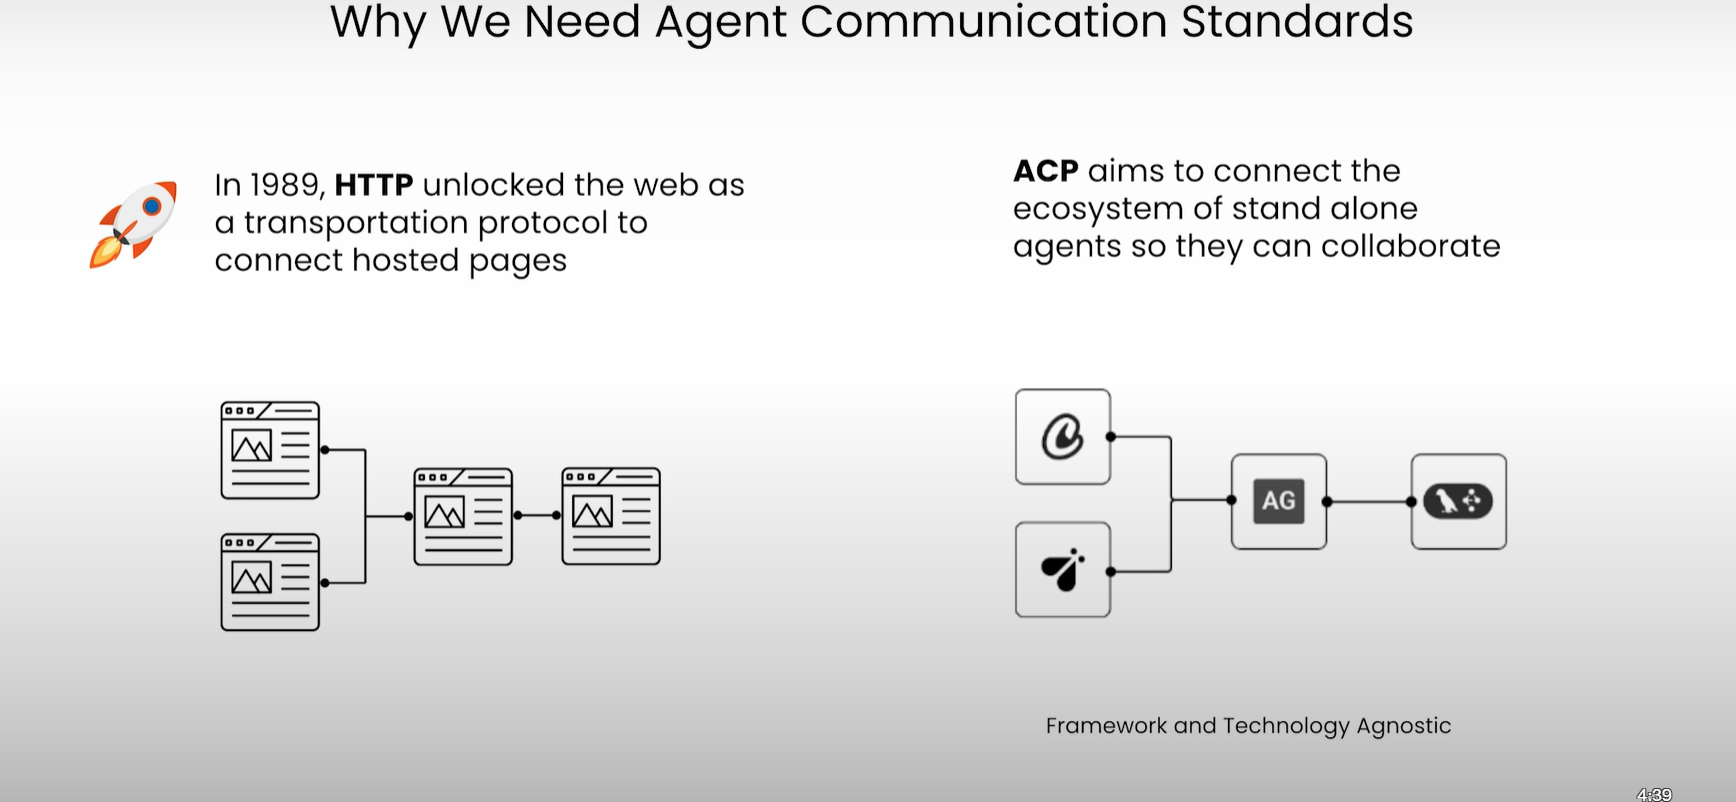 Why We Need Agent Communication Standards
In 1989, HTTP unlocked the web as
a transportation protocol to
connect hosted pages
ACP aims to connect the
ecosystem of stand alone
agents so they can collaborate
AG
Framework and Technology Agnostic
4:39